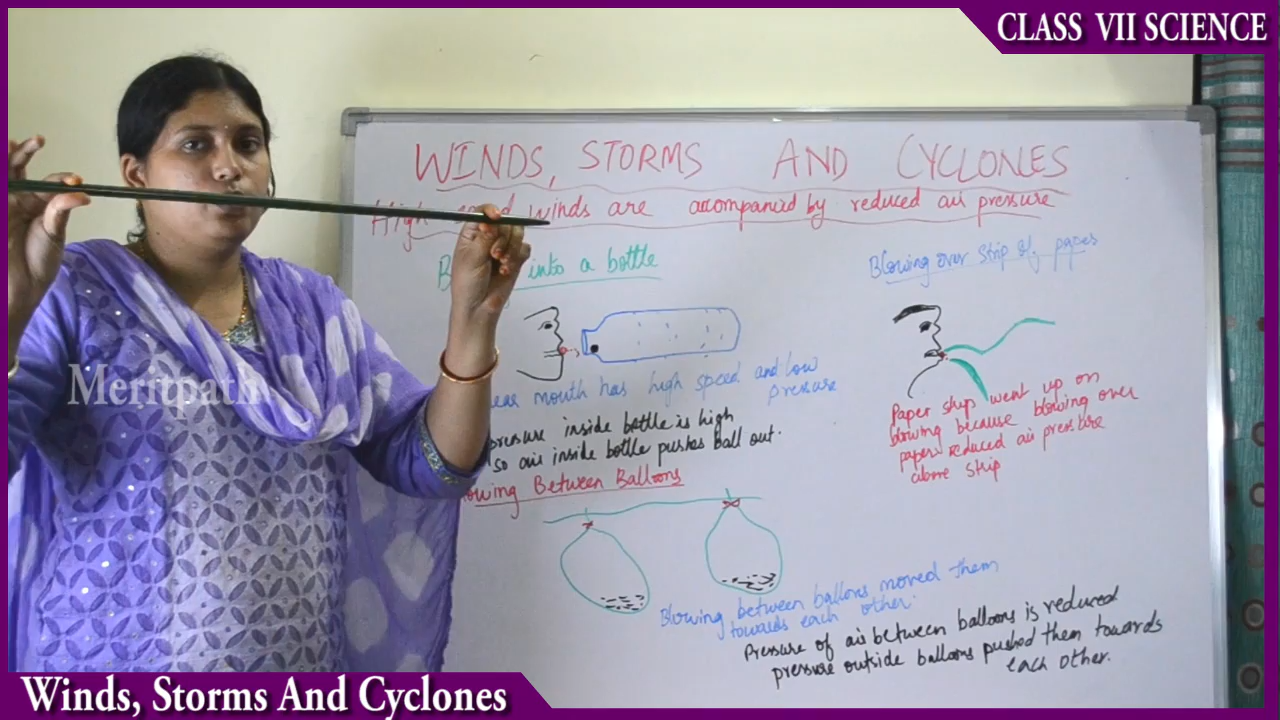 CLASS VII SCIENCE
WINDS, STORMS AND CYCLONES
High winds are accompanied by reduced air pressure
into a bottle
Blowing over strip of paper
mouth has high speed and low
pressure
pressure inside bottle is high
so air inside bottle pushes ball out.
Paper strip went up on
blowing because blowing over
paper reduced air pressure
above strip
Between Balloons
Blowing between balloons moved them
towards each other.
Pressure of air between balloons is reduced
pressure outside balloons pushed them towards
each other.
Meritpath
Winds, Storms And Cyclones